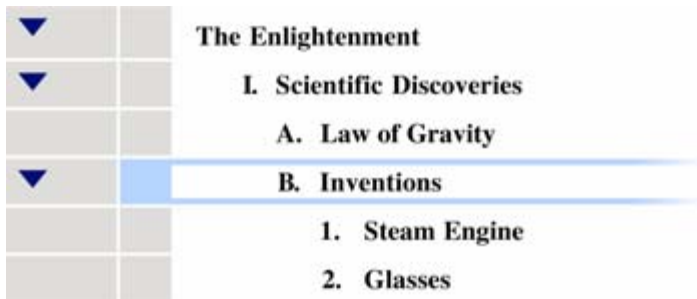 The Enlightenment
I. Scientific Discoveries
A. Law of Gravity
B. Inventions
1. Steam Engine
2. Glasses